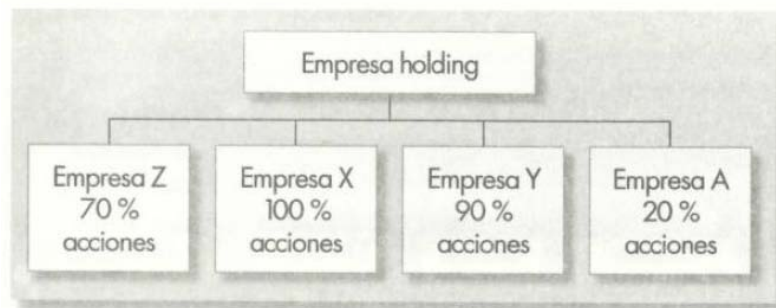 Empresa holding
Empresa Z
70 %
acciones
Empresa X
100 %
acciones
Empresa Y
90 %
acciones
Empresa A
20 %
acciones